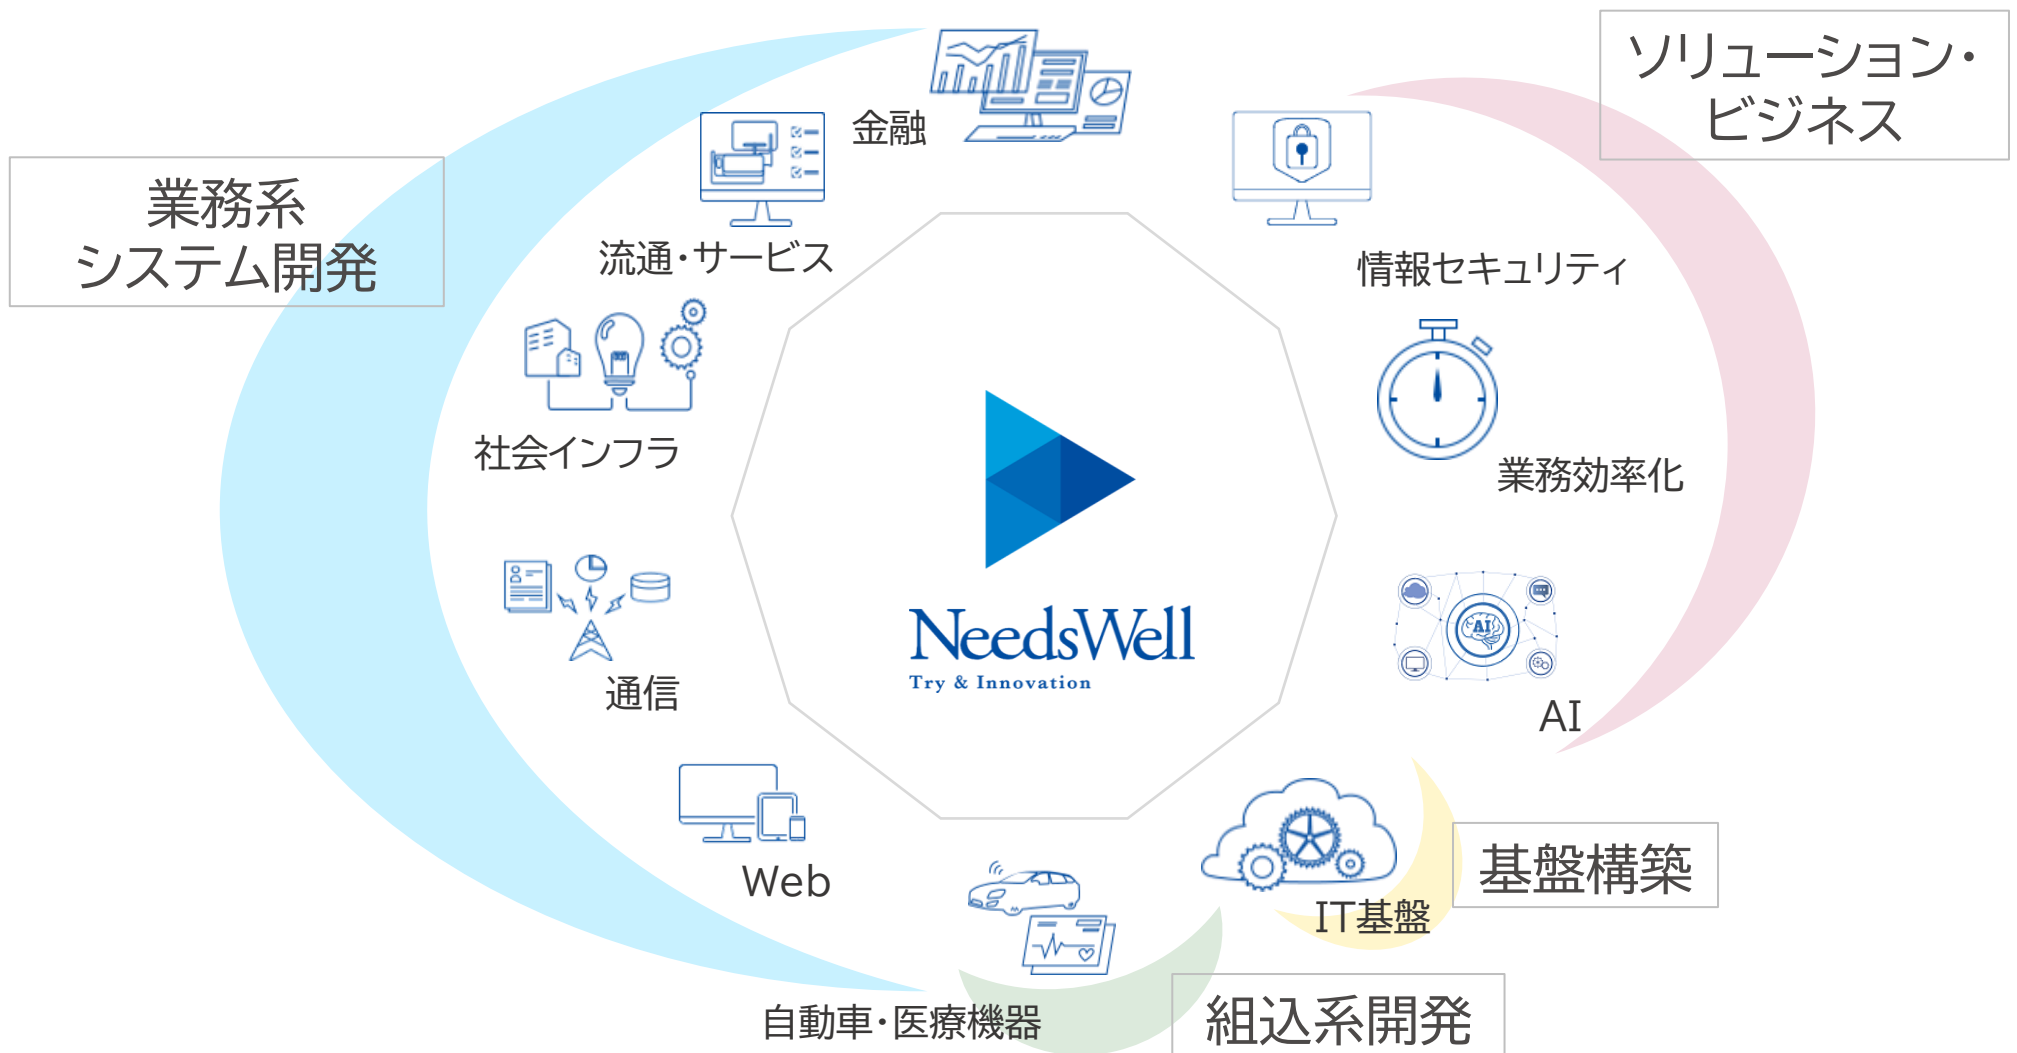 ソリューション・
ビジネス
金融
業務系
システム開発
流通・サービス
情報セキュリティ
社会インフラ
業務効率化
NeedsWell
Try & Innovation
通信
AI
Web
基盤構築
IT基盤
自動車・医療機器
組込系開発
AI